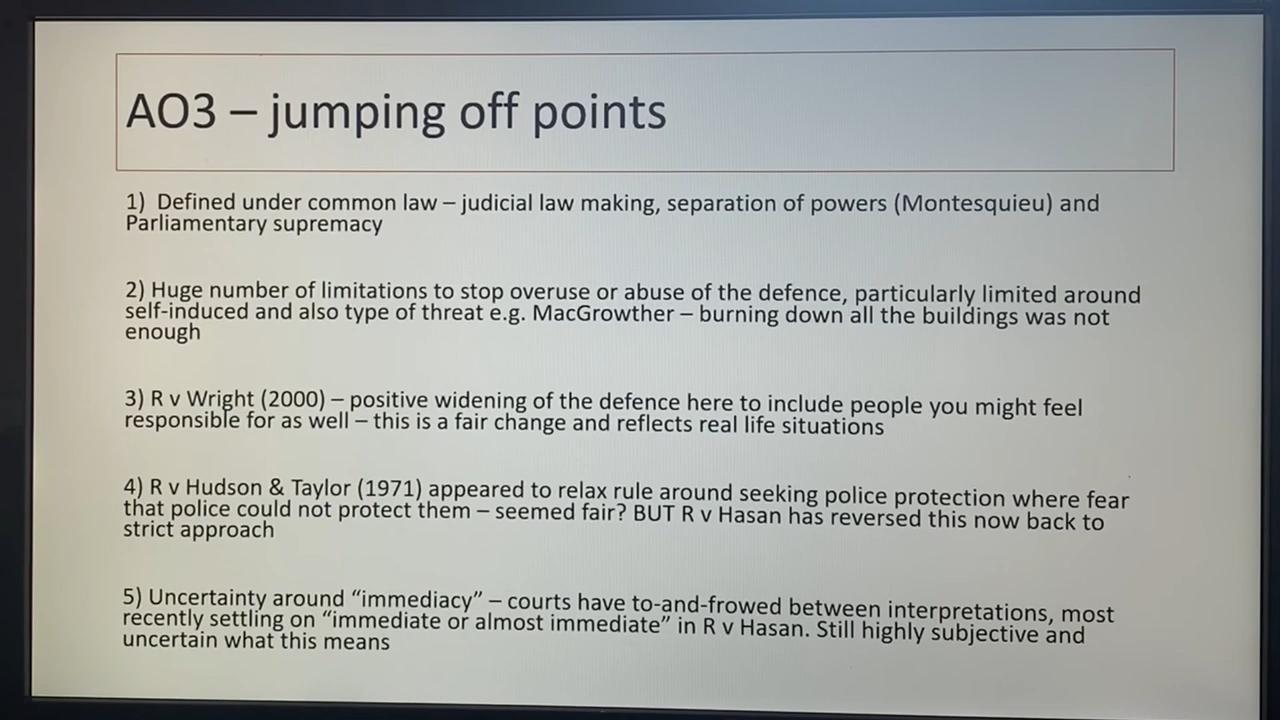 AO3 – jumping off points
1) Defined under common law – judicial law making, separation of powers (Montesquieu) and
Parliamentary supremacy
2) Huge number of limitations to stop overuse or abuse of the defence, particularly limited around
self-induced and also type of threat e.g. MacGrowther – burning down all the buildings was not
enough
3) R v Wright (2000) – positive widening of the defence here to include people you might feel
responsible for as well – this is a fair change and reflects real life situations
4) R v Hudson & Taylor (1971) appeared to relax rule around seeking police protection where fear
that police could not protect them – seemed fair? BUT R v Hasan has reversed this now back to
strict approach
5) Uncertainty around “immediacy” – courts have to-and-frowed between interpretations, most
recently settling on “immediate or almost immediate” in R v Hasan. Still highly subjective and
uncertain what this means